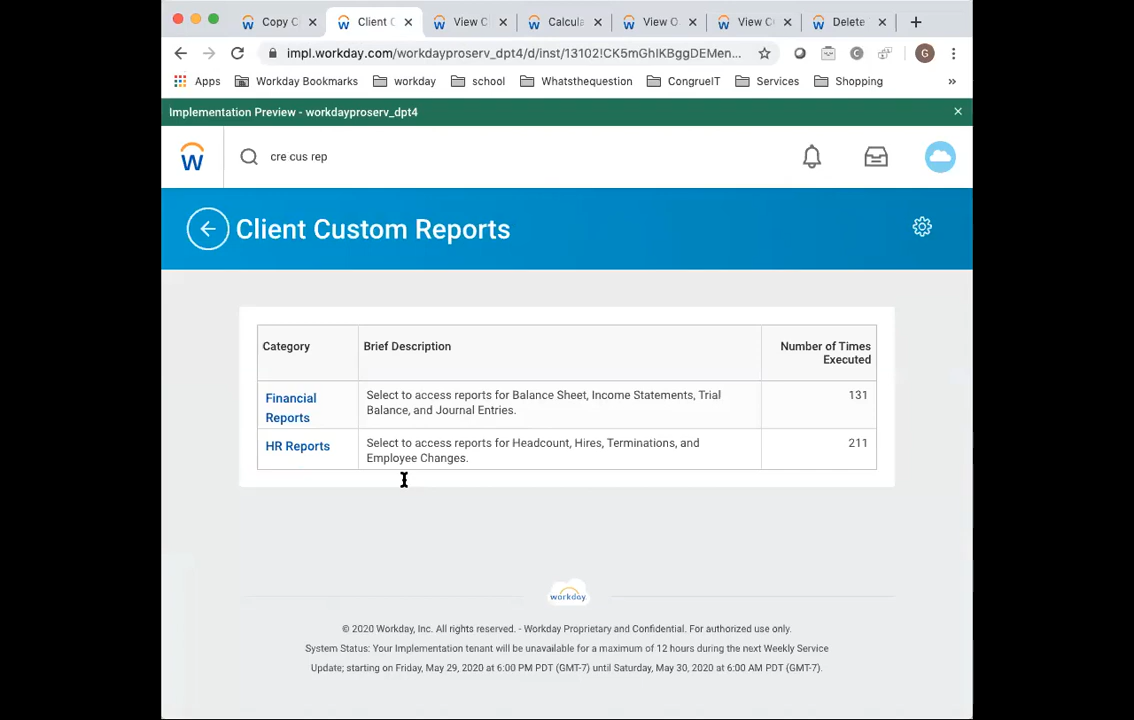 Copy C
Client C
View C
Calcula
View O
View C
Delete
impl.workday.com/workdayproserv_dpt4/d/inst/13102!CK5mGhIKBggDEMen...
G
Apps
Workday Bookmarks
workday
school
Whatsthequestion
CongrueIT
Services
Shopping
»
Implementation Preview - workdayproserv_dpt4
cre cus rep
Client Custom Reports
Category
Brief Description
Number of Times
Executed
Financial
Reports
Select to access reports for Balance Sheet, Income Statements, Trial
Balance, and Journal Entries.
131
HR Reports
Select to access reports for Headcount, Hires, Terminations, and
Employee Changes.
211
workday.
© 2020 Workday, Inc. All rights reserved. - Workday Proprietary and Confidential. For authorized use only.
System Status: Your Implementation tenant will be unavailable for a maximum of 12 hours during the next Weekly Service
Update; starting on Friday, May 29, 2020 at 6:00 PM PDT (GMT-7) until Saturday, May 30, 2020 at 6:00 AM PDT (GMT-7).